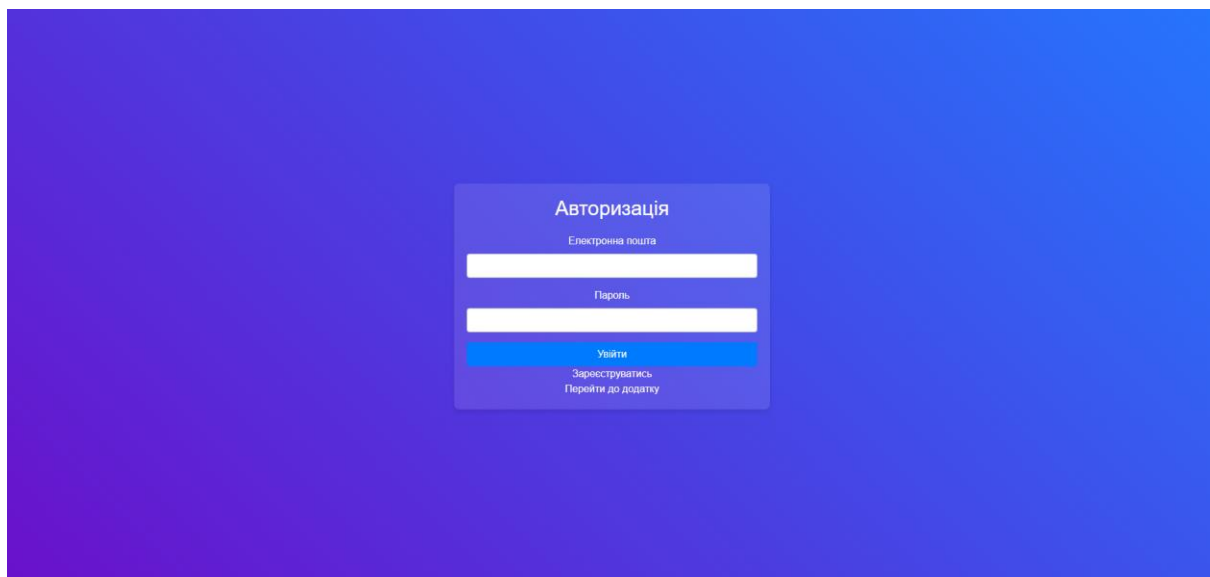 Авторизація
Електронна пошта
Пароль
Увійти
Зареєструватись
Перейти до додатку